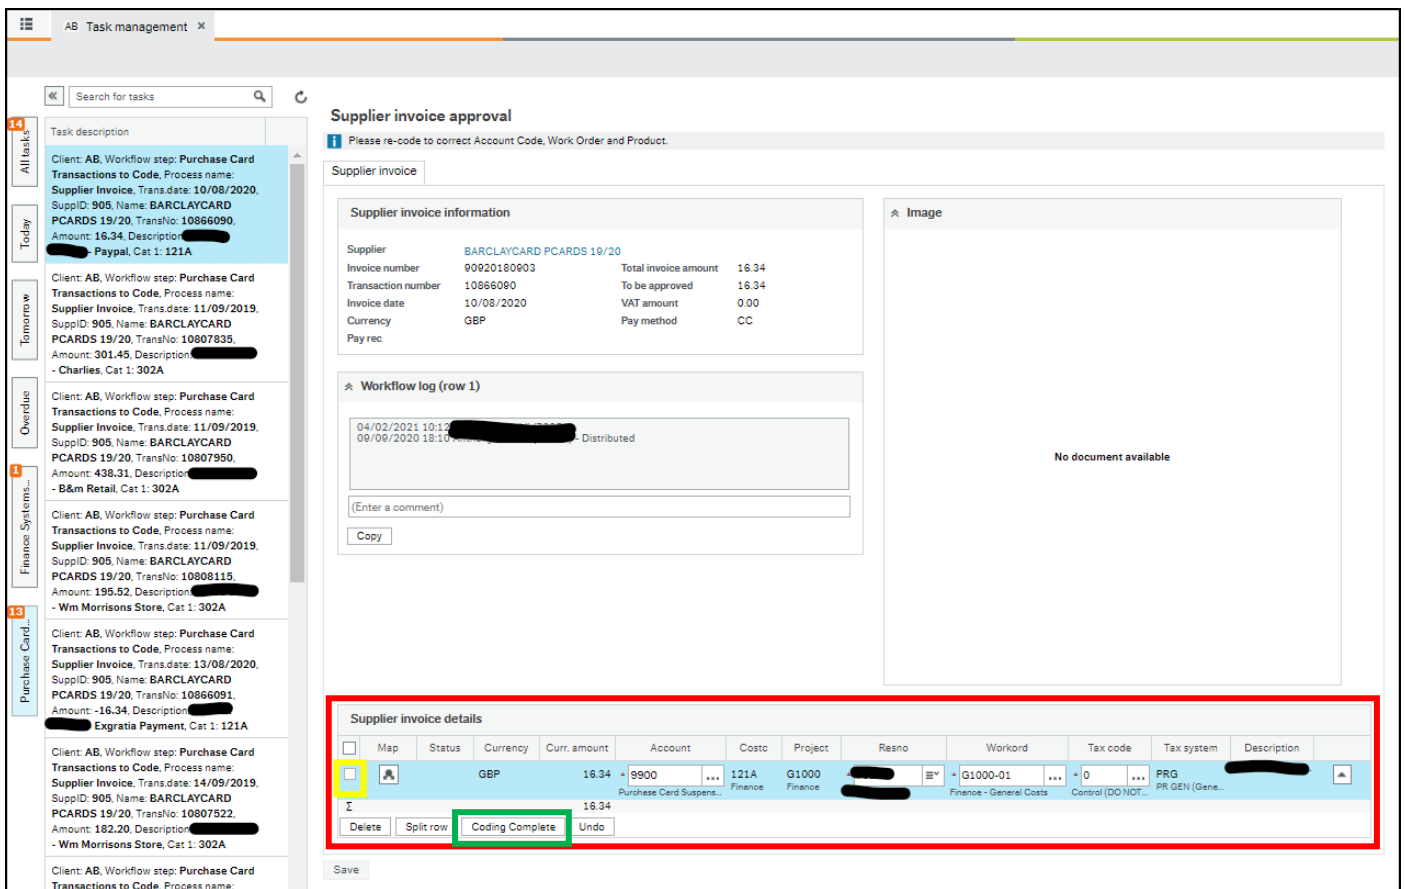 AB Task management ×
Search for tasks
14
All tasks
Today
Tomorrow
Overdue
1
Finance Systems...
13
Purchase Card...
Task description
Client: AB, Workflow step: Purchase Card
Transactions to Code, Process name:
Supplier Invoice, Trans.date: 10/08/2020,
SuppID: 905, Name: BARCLAYCARD
PCARDS 19/20, TransNo: 10866090,
Amount: 16.34, Description
- Paypal, Cat 1: 121A
Client: AB, Workflow step: Purchase Card
Transactions to Code, Process name:
Supplier Invoice, Trans.date: 11/09/2019,
SuppID: 905, Name: BARCLAYCARD
PCARDS 19/20, TransNo: 10807835,
Amount: 301.45, Description:
- Charlies, Cat 1: 302A
Client: AB, Workflow step: Purchase Card
Transactions to Code, Process name:
Supplier Invoice, Trans.date: 11/09/2019,
SuppID: 905, Name: BARCLAYCARD
PCARDS 19/20, TransNo: 10807950,
Amount: 438.31, Description
- B&m Retail, Cat 1: 302A
Client: AB, Workflow step: Purchase Card
Transactions to Code, Process name:
Supplier Invoice, Trans.date: 11/09/2019,
SuppID: 905, Name: BARCLAYCARD
PCARDS 19/20, TransNo: 10808115,
Amount: 195.52, Description:
- Wm Morrisons Store, Cat 1: 302A
Client: AB, Workflow step: Purchase Card
Transactions to Code, Process name:
Supplier Invoice, Trans.date: 13/08/2020,
SuppID: 905, Name: BARCLAYCARD
PCARDS 19/20, TransNo: 10866091,
Amount: -16.34, Description:
Exgratia Payment, Cat 1: 121A
Client: AB, Workflow step: Purchase Card
Transactions to Code, Process name:
Supplier Invoice, Trans.date: 14/09/2019,
SuppID: 905, Name: BARCLAYCARD
PCARDS 19/20, TransNo: 10807522,
Amount: 182.20, Description
- Wm Morrisons Store, Cat 1: 302A
Client: AB, Workflow step: Purchase Card
Transactions to Code, Process name:
Supplier invoice approval
i Please re-code to correct Account Code, Work Order and Product.
Supplier invoice
Supplier invoice information
Supplier BARCLAYCARD PCARDS 19/20
Invoice number 90920180903 Total invoice amount 16.34
Transaction number 10866090 To be approved 16.34
Invoice date 10/08/2020 VAT amount 0.00
Currency GBP Pay method CC
Pay rec
Workflow log (row 1)
04/02/2021 10:12
09/09/2020 18:10 - Distributed
(Enter a comment)
Copy
Image
No document available
Supplier invoice details
Map Status Currency Curr. amount Account Costc Project Resno Workord Tax code Tax system Description
GBP 16.34 9900 ... 121A G1000 G1000-01 ... 0 ... PRG
Purchase Card Suspens... Finance Finance Finance - General Costs Control (DO NOT... PR GEN (Gene...
Σ 16.34
Delete Split row Coding Complete Undo
Save